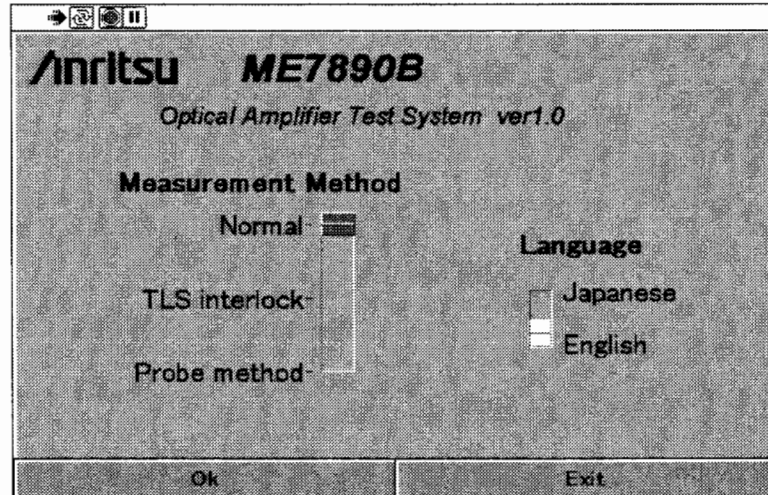 Anritsu ME7890B
Optical Amplifier Test System ver1.0
Measurement Method
Normal
TLS interlock
Probe method
Language
Japanese
English
Ok Exit